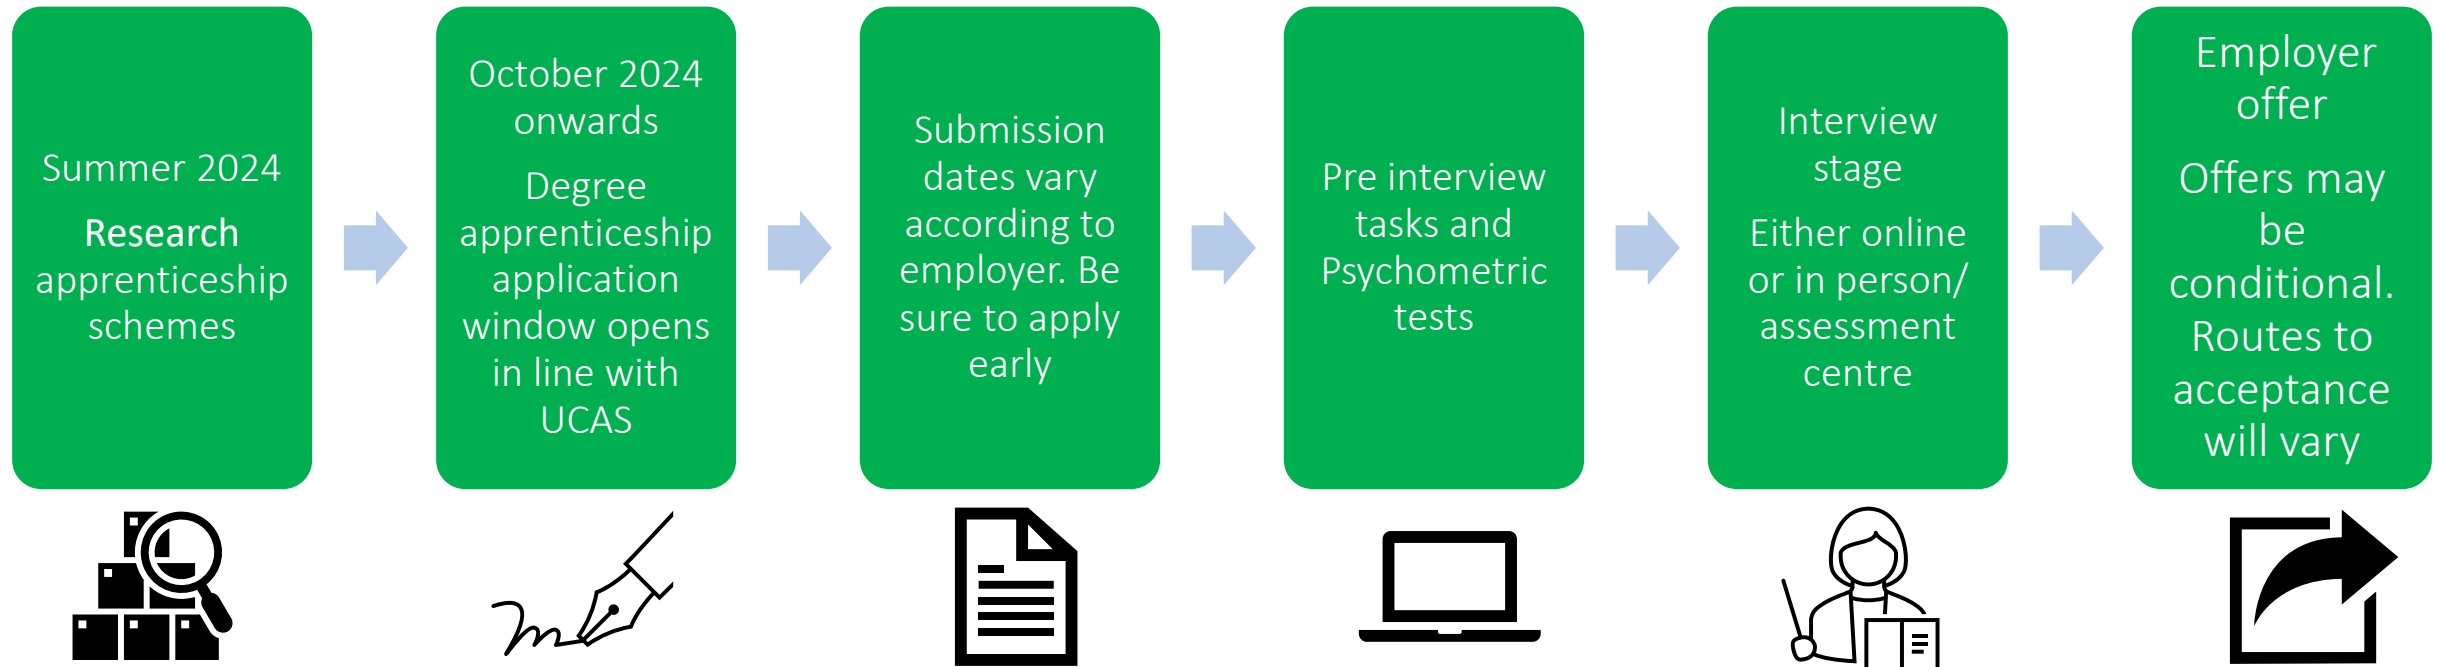 Summer 2024
Research
apprenticeship
schemes
October 2024
onwards
Degree
apprenticeship
application
window opens
in line with
UCAS
Submission
dates vary
according to
employer. Be
sure to apply
early
Pre interview
tasks and
Psychometric
tests
Interview
stage
Either online
or in person/
assessment
centre
Employer
offer
Offers may
be
conditional.
Routes to
acceptance
will vary